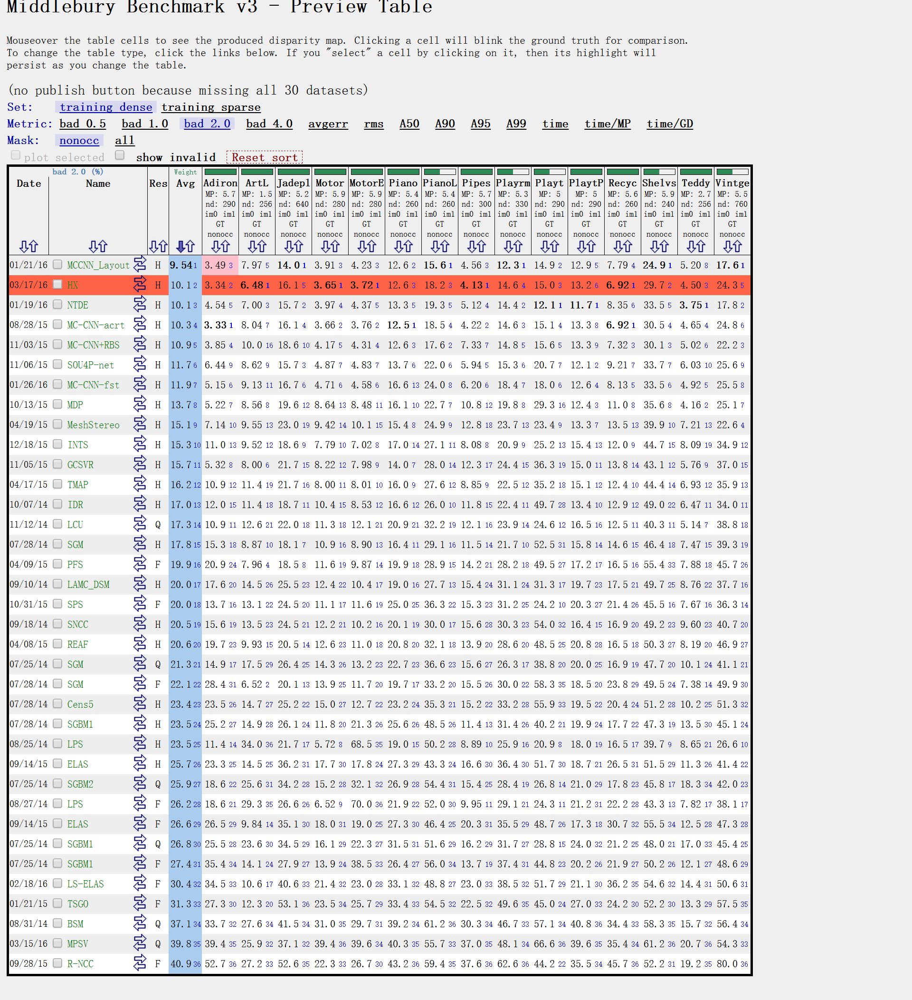 Middlebury Benchmark v3 - Preview Table
Mouseover the table cells to see the produced disparity map. Clicking a cell will blink the ground truth for comparison.
To change the table type, click the links below. If you "select" a cell by clicking on it, then its highlight will
persist as you change the table.
(no publish button because missing all 30 datasets)
Set: training dense training sparse
Metric: bad 0.5 bad 1.0 bad 2.0 bad 4.0 avgerr rms A50 A90 A95 A99 time time/MP time/GD
Mask: nonocc all
plot selected show invalid Reset sort
bad 2.0 (%) Weight
Date Name Res Avg Adiron ArtL Jadepl Motor MotorE Piano PianoL Pipes Playrm Playt PlaytP Recyc Shelvs Teddy Vintge
MP: 5.7 MP: 1.5 MP: 5.2 MP: 5.9 MP: 5.9 MP: 5.4 MP: 5.4 MP: 5.7 MP: 5.3 MP: 5 MP: 5 MP: 5.6 MP: 5.9 MP: 2.7 MP: 5.5
nd: 290 nd: 256 nd: 640 nd: 280 nd: 280 nd: 260 nd: 260 nd: 300 nd: 330 nd: 290 nd: 290 nd: 260 nd: 240 nd: 256 nd: 760
im0 im1 im0 im1 im0 im1 im0 im1 im0 im1 im0 im1 im0 im1 im0 im1 im0 im1 im0 im1 im0 im1 im0 im1 im0 im1 im0 im1 im0 im1
GT GT GT GT GT GT GT GT GT GT GT GT GT GT GT
nonocc nonocc nonocc nonocc nonocc nonocc nonocc nonocc nonocc nonocc nonocc nonocc nonocc nonocc nonocc
01/21/16 MCCNN_Layout H 9.54 1 3.49 3 7.97 5 14.0 1 3.91 3 4.23 3 12.6 2 15.6 1 4.56 3 12.3 1 14.9 2 12.9 5 7.79 4 24.9 1 5.20 8 17.6 1
03/17/16 HX H 10.1 2 3.34 2 6.48 1 16.1 5 3.65 1 3.72 1 12.6 3 18.2 3 4.13 1 14.6 4 15.0 3 13.2 6 6.92 1 29.7 2 4.50 3 24.3 5
01/19/16 NTDE H 10.1 3 4.54 5 7.00 3 15.7 2 3.97 4 4.37 5 13.3 5 19.3 5 5.12 4 14.4 2 12.1 1 11.7 1 8.35 6 33.5 5 3.75 1 17.8 2
08/28/15 MC-CNN-acrt H 10.3 4 3.33 1 8.04 7 16.1 4 3.66 2 3.76 2 12.5 1 18.5 4 4.22 2 14.6 3 15.1 4 13.3 8 6.92 1 30.5 4 4.65 4 24.8 6
11/03/15 MC-CNN+RBS H 10.9 5 3.85 4 10.0 16 18.6 10 4.17 5 4.31 4 12.6 3 17.6 2 7.33 7 14.8 5 15.6 5 13.3 9 7.32 3 30.1 3 5.02 6 22.2 3
11/06/15 SOU4P-net H 11.7 6 6.44 9 8.62 9 15.7 3 4.87 7 4.83 7 13.7 6 22.0 6 5.94 5 15.3 6 20.7 7 12.1 2 9.21 7 33.7 7 6.03 10 25.6 9
01/26/16 MC-CNN-fst H 11.9 7 5.15 6 9.13 11 16.7 6 4.71 6 4.58 6 16.6 13 24.0 8 6.20 6 18.4 7 18.0 6 12.6 4 8.13 5 33.5 6 4.92 5 25.5 8
10/13/15 MDP H 13.7 8 5.22 7 8.56 8 19.6 12 8.64 13 8.48 11 16.1 10 22.7 7 10.8 12 19.8 8 29.3 16 12.4 3 11.0 8 35.6 8 4.16 2 25.1 7
04/19/15 MeshStereo H 15.1 9 7.14 10 9.55 13 23.0 19 9.42 14 10.1 15 15.4 8 24.9 9 12.8 18 23.7 13 23.4 9 13.3 7 13.5 13 39.9 10 7.21 13 22.6 4
12/18/15 INTS H 15.3 10 11.0 13 9.52 12 18.6 9 7.79 10 7.02 8 17.0 14 27.1 11 8.08 8 20.9 9 25.2 13 15.4 13 12.0 9 44.7 15 8.09 19 34.9 12
11/05/15 GCSVR H 15.7 11 5.32 8 8.00 6 21.7 15 8.22 12 7.98 9 14.0 7 28.0 14 12.3 17 24.4 15 36.3 19 15.0 11 13.8 14 43.1 12 5.76 9 37.0 15
04/17/15 TMAP H 16.2 12 10.9 12 11.4 19 21.7 16 8.00 11 8.01 10 16.0 9 27.6 12 8.85 9 22.5 12 35.2 18 15.1 12 12.4 10 44.4 14 6.93 12 35.9 13
10/07/14 IDR H 17.0 13 12.0 15 11.4 18 18.7 11 10.4 15 8.53 12 16.6 12 26.0 10 11.8 15 22.4 11 49.7 28 13.4 10 12.9 12 49.0 22 6.47 11 34.0 11
11/12/14 LCU Q 17.3 14 10.9 11 12.6 21 22.0 18 11.3 18 12.1 21 20.9 21 32.2 19 12.1 16 23.9 14 24.6 12 16.5 16 12.5 11 40.3 11 5.14 7 38.8 18
07/28/14 SGM H 17.8 15 15.3 18 8.87 10 18.1 7 10.9 16 8.90 13 16.4 11 29.1 16 11.5 14 21.7 10 52.5 31 15.8 14 14.6 15 46.4 18 7.47 15 39.3 19
04/09/15 PFS F 19.9 16 20.9 24 7.96 4 18.5 8 11.6 19 9.87 14 19.9 18 28.9 15 14.2 21 28.2 18 49.5 27 17.2 17 16.5 16 55.4 33 7.88 18 45.7 26
09/10/14 LAMC_DSM H 20.0 17 17.6 20 14.5 26 25.5 23 12.4 22 10.4 17 19.0 16 27.7 13 15.4 24 31.1 24 31.3 17 19.7 23 17.5 21 49.7 25 8.76 22 37.7 16
10/31/15 SPS F 20.0 18 13.7 16 13.1 22 24.5 20 11.1 17 11.6 19 25.0 25 36.3 22 15.3 23 31.2 25 24.2 10 20.3 27 21.4 26 45.5 16 7.67 16 36.3 14
09/18/14 SNCC H 20.5 19 15.6 19 13.5 23 24.5 21 12.2 21 10.2 16 20.1 19 30.0 17 15.6 28 30.3 23 54.0 32 16.4 15 16.9 20 49.2 23 9.60 23 40.7 20
04/08/15 REAF H 20.6 20 19.7 23 9.93 15 20.5 14 12.6 23 11.0 18 20.8 20 32.1 18 13.9 20 28.6 20 48.5 25 20.8 28 16.5 18 50.3 27 8.19 20 46.9 27
07/25/14 SGM Q 21.3 21 14.9 17 17.5 29 26.4 25 14.3 26 13.2 23 22.7 23 36.6 23 15.6 27 26.3 17 38.8 20 20.0 25 16.9 19 47.7 20 10.1 24 41.1 21
07/28/14 SGM F 22.1 22 28.4 31 6.52 2 20.1 13 13.9 25 11.7 20 19.7 17 33.2 20 15.5 26 30.0 22 58.3 35 18.5 20 23.8 29 49.5 24 7.38 14 49.9 30
07/28/14 Cens5 H 23.4 23 23.5 26 14.7 27 25.2 22 15.0 27 12.7 22 23.2 24 35.3 21 15.2 22 33.2 28 55.9 33 19.5 22 20.4 24 51.2 28 10.2 25 51.3 32
07/28/14 SGBM1 H 23.5 24 25.2 27 14.9 28 26.1 24 11.8 20 21.3 26 25.6 26 48.5 26 11.4 13 31.4 26 40.2 21 19.9 24 17.7 22 47.3 19 13.5 30 45.1 24
08/25/14 LPS H 23.5 25 11.4 14 34.0 36 21.7 17 5.72 8 68.5 35 19.0 15 50.2 28 8.89 10 25.9 16 20.9 8 18.0 19 16.5 17 39.7 9 8.65 21 26.6 10
09/14/15 ELAS H 25.7 26 23.3 25 14.5 25 36.2 31 17.7 30 17.8 24 27.3 29 43.3 24 16.6 30 36.4 30 51.7 30 18.7 21 26.5 31 51.5 29 11.3 26 41.4 22
07/25/14 SGBM2 Q 25.9 27 18.6 22 25.6 31 34.2 28 15.2 28 32.1 32 26.9 28 54.4 31 15.4 25 28.4 19 26.8 14 21.0 29 17.8 23 45.8 17 18.3 34 42.0 23
08/27/14 LPS F 26.2 28 18.6 21 29.3 35 26.6 26 6.52 9 70.0 36 21.9 22 52.0 30 9.95 11 29.1 21 24.3 11 21.2 31 22.2 28 43.3 13 7.82 17 38.1 17
09/14/15 ELAS F 26.6 29 26.5 29 9.84 14 35.1 30 18.0 31 19.0 25 27.3 30 46.4 25 20.3 31 35.5 29 48.7 26 17.3 18 30.7 32 55.5 34 12.5 28 47.3 28
07/25/14 SGBM1 Q 26.8 30 25.5 28 23.6 30 34.5 29 16.1 29 22.3 27 31.5 31 51.6 29 16.2 29 31.7 27 28.8 15 24.0 32 21.2 25 48.0 21 17.0 33 45.4 25
07/25/14 SGBM1 F 27.4 31 35.4 34 14.1 24 27.9 27 13.9 24 38.5 33 26.4 27 56.0 34 13.7 19 37.4 31 44.8 23 20.2 26 21.9 27 50.2 26 12.1 27 48.6 29
02/18/16 LS-ELAS F 30.4 32 34.5 33 10.6 17 40.6 33 21.4 32 23.0 28 33.1 32 48.8 27 23.0 33 38.5 32 51.7 29 21.1 30 36.2 35 54.6 32 14.4 31 50.6 31
01/21/15 TSGO F 31.3 33 27.3 30 12.3 20 53.1 36 23.5 34 25.7 29 33.4 33 54.5 32 22.5 32 49.6 35 45.0 24 27.0 33 24.2 30 52.2 30 13.3 29 57.5 35
08/31/14 BSM Q 37.1 34 33.7 32 27.6 34 41.5 34 31.0 35 29.7 31 39.2 34 61.2 36 30.3 34 46.7 33 57.1 34 40.8 36 34.4 33 58.3 35 15.7 32 56.4 34
03/15/16 MPSV Q 39.8 35 39.4 35 25.9 32 37.1 32 39.4 36 39.6 34 40.3 35 55.7 33 37.0 35 48.1 34 66.6 36 39.6 35 35.4 34 61.2 36 20.7 36 54.3 33
09/28/15 R-NCC F 40.9 36 52.7 36 27.2 33 52.6 35 22.3 33 26.7 30 43.2 36 59.4 35 37.6 36 62.6 36 44.2 22 35.5 34 45.7 36 52.2 31 19.2 35 80.0 36